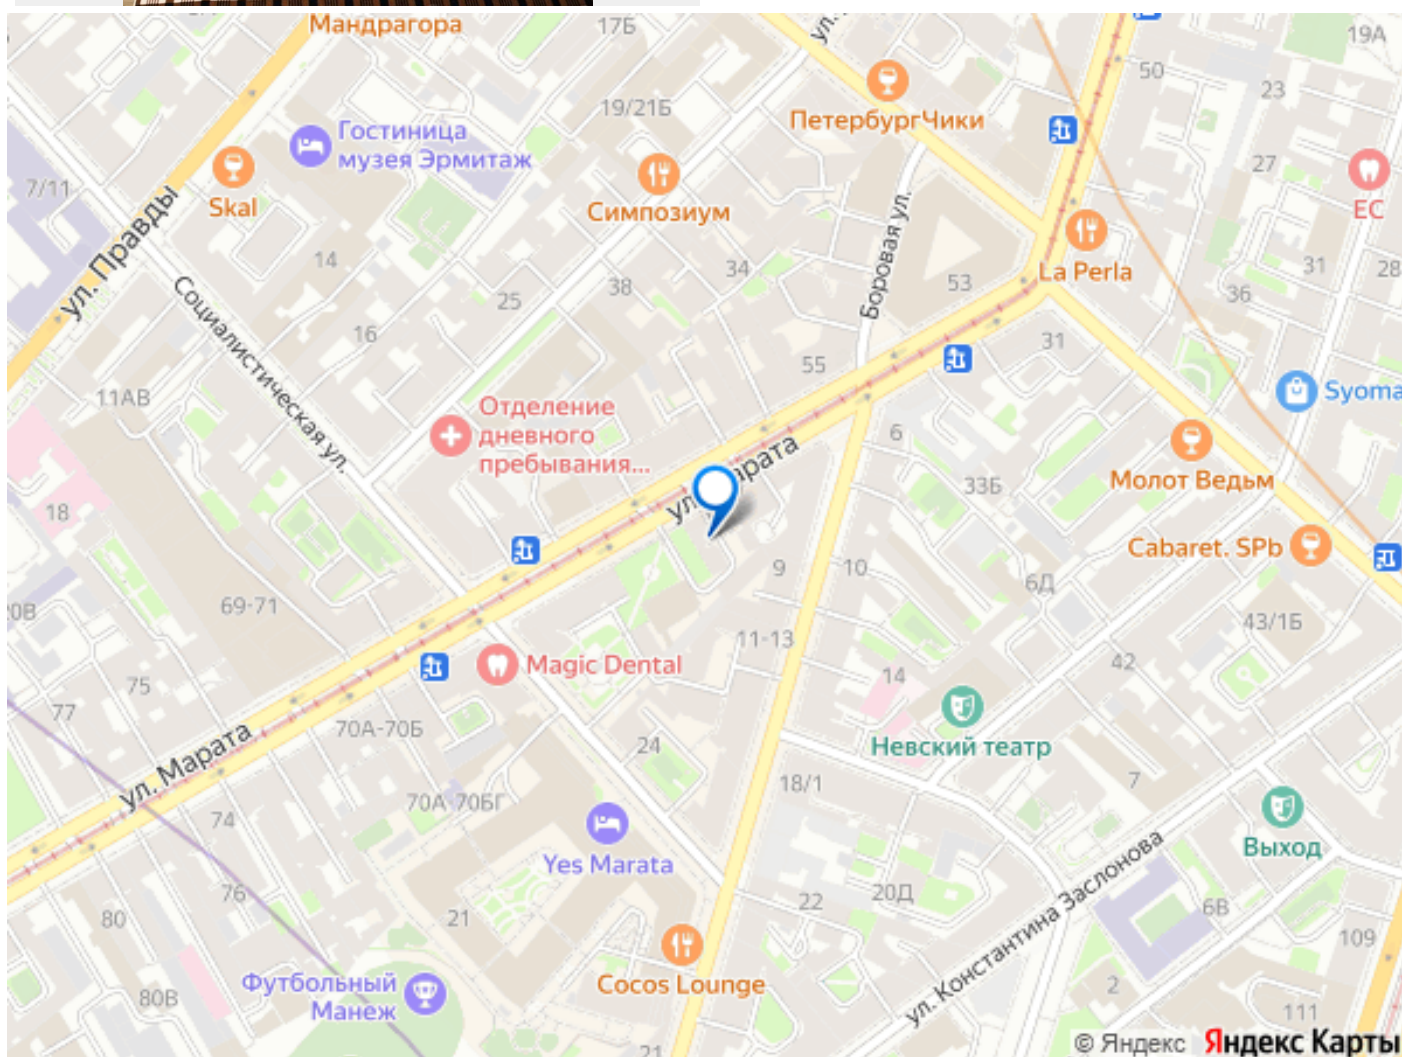 Мандрагора
17Б
ул.
19А
50
23
ПетербургЧики
19/21Б
Гостиница
музея Эрмитаж
27
ЕС
7/11
Skal
Симпозиум
ул. Правды
Боровая ул.
La Perla
14
34
53
31
28
38
25
36
Социалистическая ул.
16
31
55
11АВ
Syoma
Отделение
дневного
пребывания...
6
ул. Марата
33Б
Молот Ведьм
18
Cabaret. SPb
9
10
6Д
69-71
43/1Б
11-13
Magic Dental
42
14
75
77
70А-70Б
24
Невский театр
ул. Марата
18/1
7
70А-70БГ
74
Выход
Yes Marata
ул. Константина Заслонова
76
22
20Д
6В
80
21
109
Cocos Lounge
Футбольный
Манеж
80В
2
111
21
© Яндекс Яндекс Карты